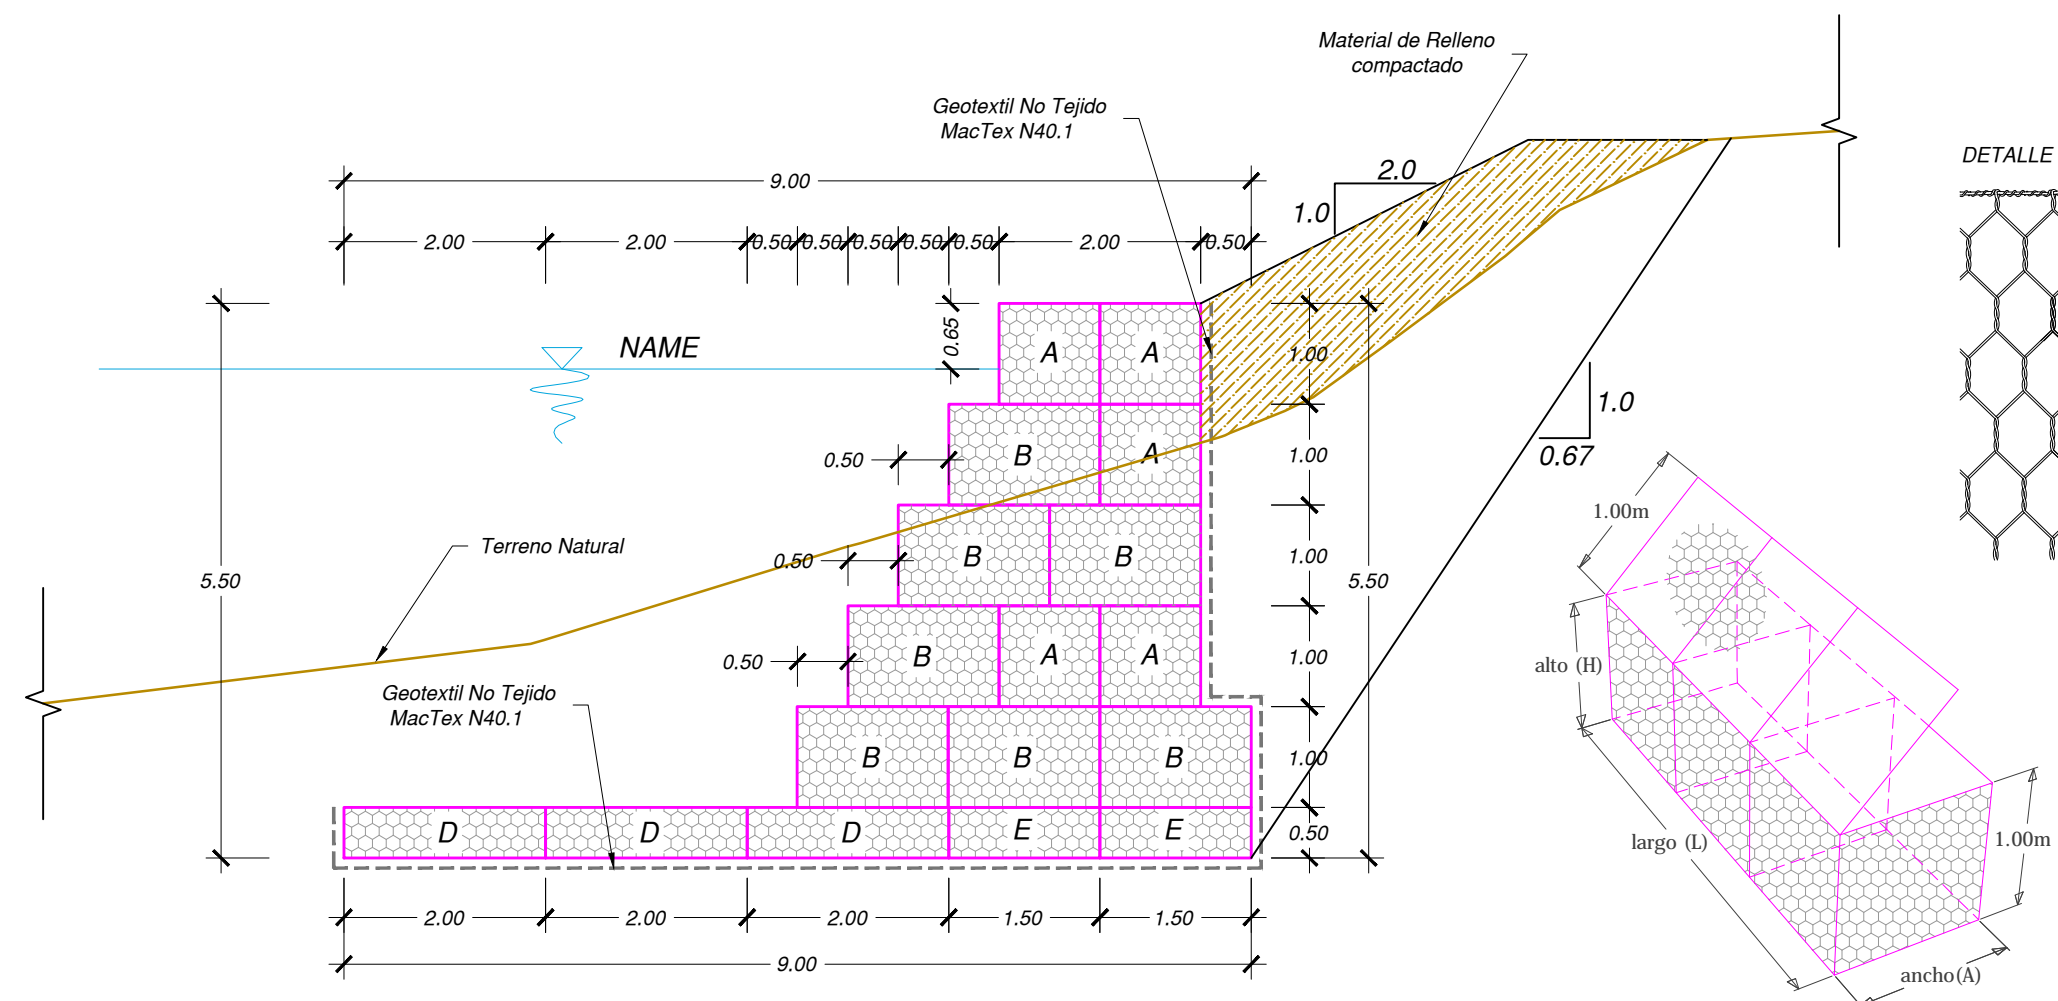 Material de Relleno
compactado
Geotextil No Tejido
MacTex N40.1
DETALLE
9.00
2.0
1.0
2.00
2.00
0.50
0.50
0.50
0.50
0.50
2.00
0.50
0.65
NAME
A
A
1.00
1.0
0.67
0.50
B
A
1.00
1.00m
Terreno Natural
0.50
B
B
1.00
5.50
5.50
0.50
B
A
A
1.00
alto (H)
Geotextil No Tejido
MacTex N40.1
B
B
B
1.00
D
D
D
E
E
0.50
largo (L)
1.00m
2.00
2.00
2.00
1.50
1.50
9.00
ancho(A)